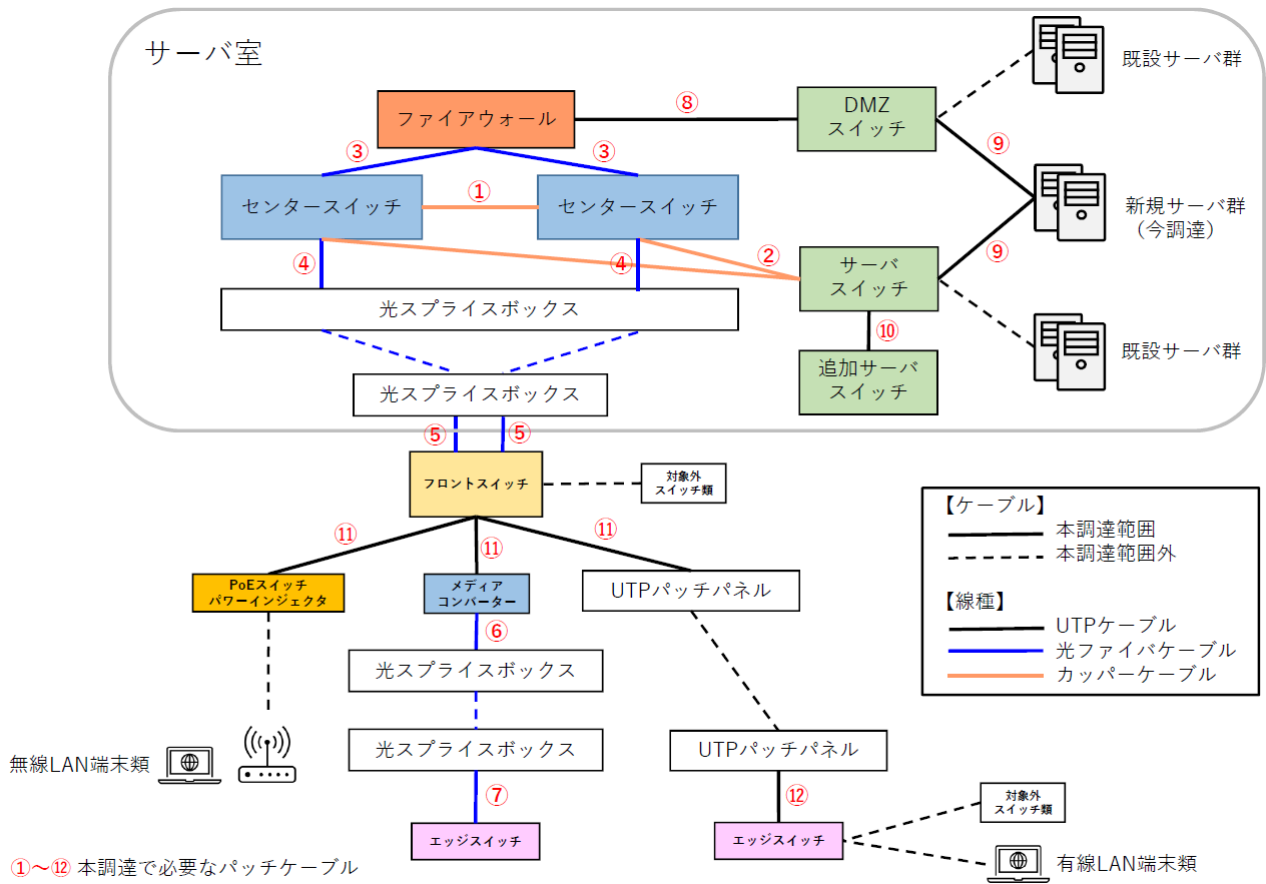 サーバ室
既設サーバ群
ファイアウォール
⑧
DMZ
スイッチ
③
③
⑨
センタースイッチ
①
センタースイッチ
新規サーバ群
（今調達）
④
④
②
サーバ
スイッチ
⑨
光スプライスボックス
⑩
既設サーバ群
追加サーバ
スイッチ
光スプライスボックス
⑤
⑤
フロントスイッチ
対象外
スイッチ類
⑪
⑪
⑪
【ケーブル】
本調達範囲
本調達範囲外
【線種】
UTPケーブル
光ファイバケーブル
カッパーケーブル
PoEスイッチ
パワーインジェクタ
メディア
コンバーター
UTPパッチパネル
⑥
光スプライスボックス
光スプライスボックス
UTPパッチパネル
無線LAN端末類
⑦
⑫
対象外
スイッチ類
エッジスイッチ
エッジスイッチ
有線LAN端末類
①～⑫ 本調達で必要なパッチケーブル